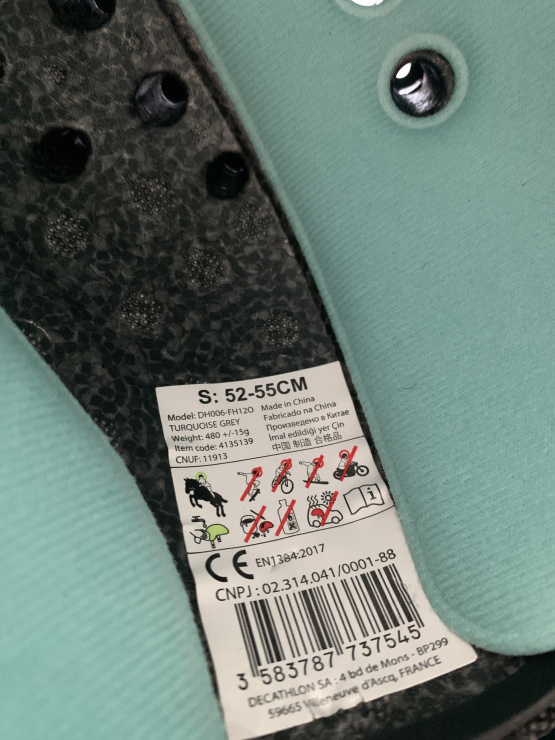 S: 52-55CM
Model: DH006-FH12O
TURQUOISE GREY
Weight: 480 +/-15g
Item code: 4135139
CNUF: 11913
Made in China
Fabricado na China
Произведено в Китае
İmal edildiği yer Çin
中国 制造 合格品
CE EN1384:2017
CNPJ : 02.314.041/0001-88
3 583787 737545
DECATHLON SA : 4 bd de Mons - BP299
59665 Villeneuve d'Ascq, FRANCE